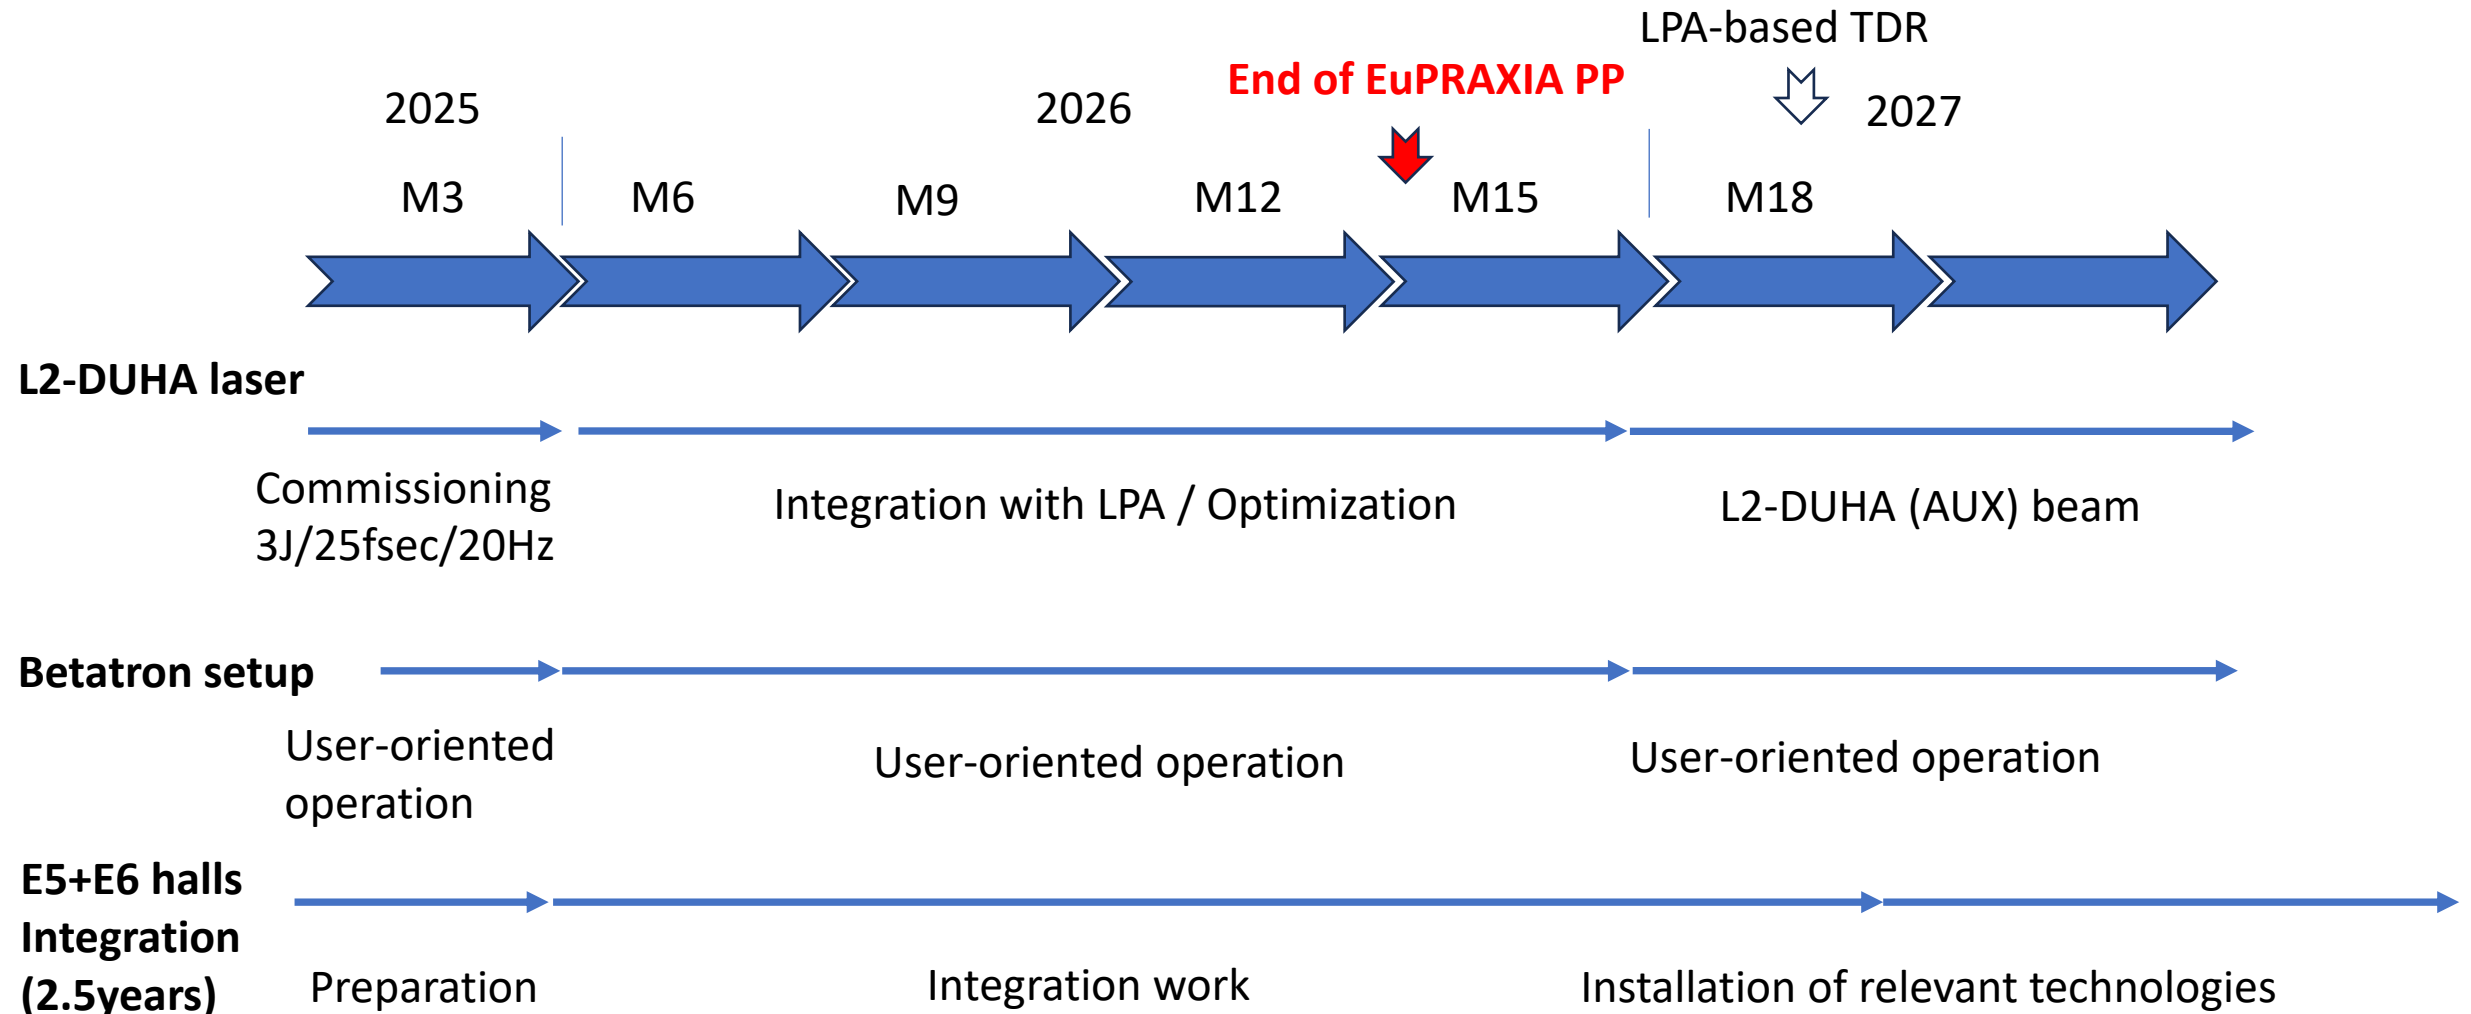 LPA-based TDR
End of EuPRAXIA PP
2025
2026
2027
M3
M6
M9
M12
M15
M18
L2-DUHA laser
Commissioning
3J/25fsec/20Hz
Integration with LPA / Optimization
L2-DUHA (AUX) beam
Betatron setup
User-oriented
operation
User-oriented operation
User-oriented operation
E5+E6 halls
Integration
(2.5years)
Preparation
Integration work
Installation of relevant technologies